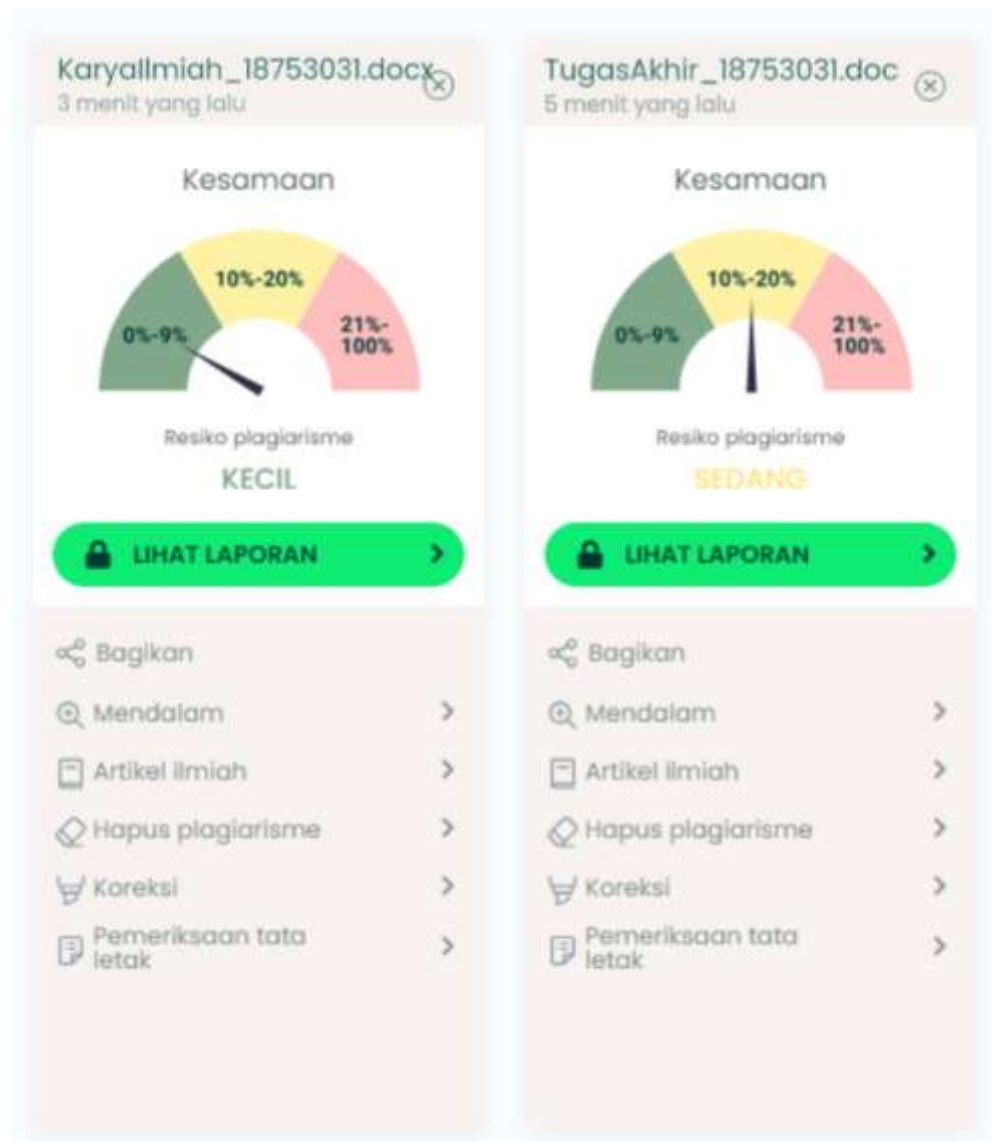 KaryaIlmiah_18753031.docx
3 menit yang lalu
Kesamaan
0%-9%
10%-20%
21%-
100%
Resiko plagiarisme
KECIL
LIHAT LAPORAN
Bagikan
Mendalam
Artikel ilmiah
Hapus plagiarisme
Koreksi
Pemeriksaan tata
letak
TugasAkhir_18753031.doc
5 menit yang lalu
Kesamaan
0%-9%
10%-20%
21%-
100%
Resiko plagiarisme
SEDANG
LIHAT LAPORAN
Bagikan
Mendalam
Artikel ilmiah
Hapus plagiarisme
Koreksi
Pemeriksaan tata
letak